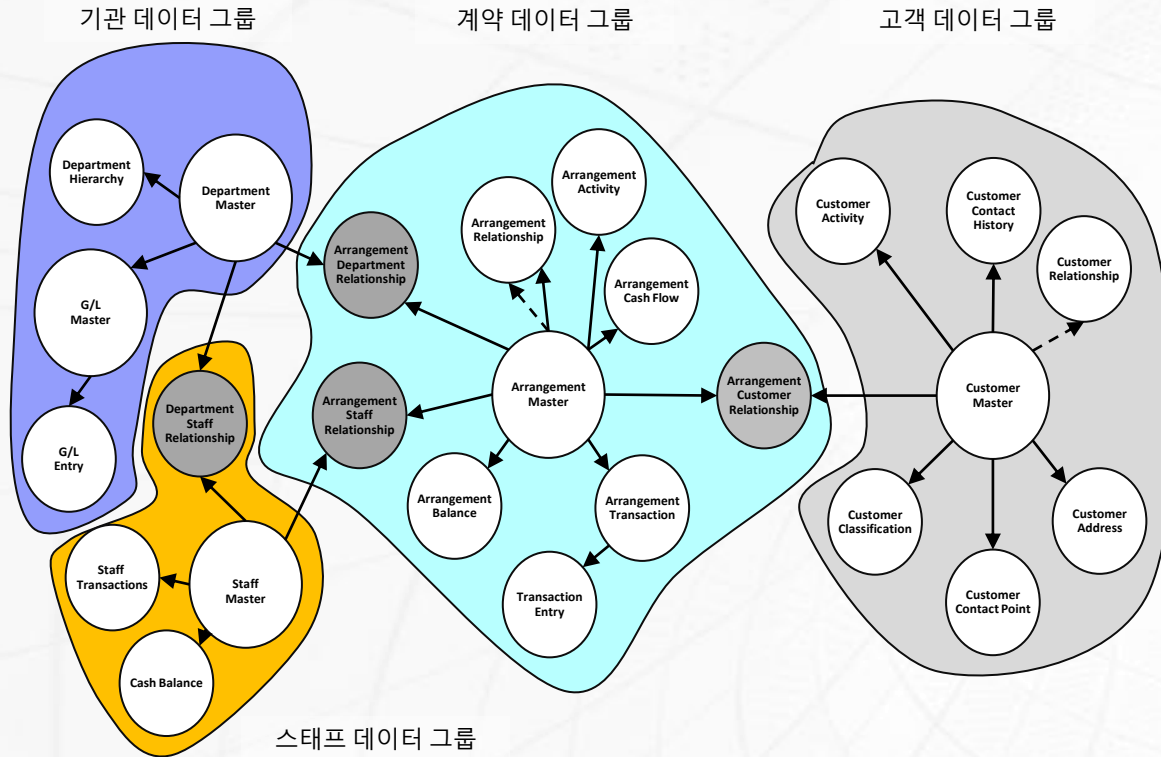 기관 데이터 그룹
계약 데이터 그룹
고객 데이터 그룹
Department
Hierarchy
Department
Master
G/L
Master
G/L
Entry
Department
Staff
Relationship
Staff
Transactions
Staff
Master
Cash Balance
스태프 데이터 그룹
Arrangement
Department
Relationship
Arrangement
Relationship
Arrangement
Activity
Arrangement
Cash Flow
Arrangement
Staff
Relationship
Arrangement
Master
Arrangement
Customer
Relationship
Arrangement
Balance
Arrangement
Transaction
Transaction
Entry
Customer
Activity
Customer
Contact
History
Customer
Relationship
Customer
Master
Customer
Classification
Customer
Address
Customer
Contact Point